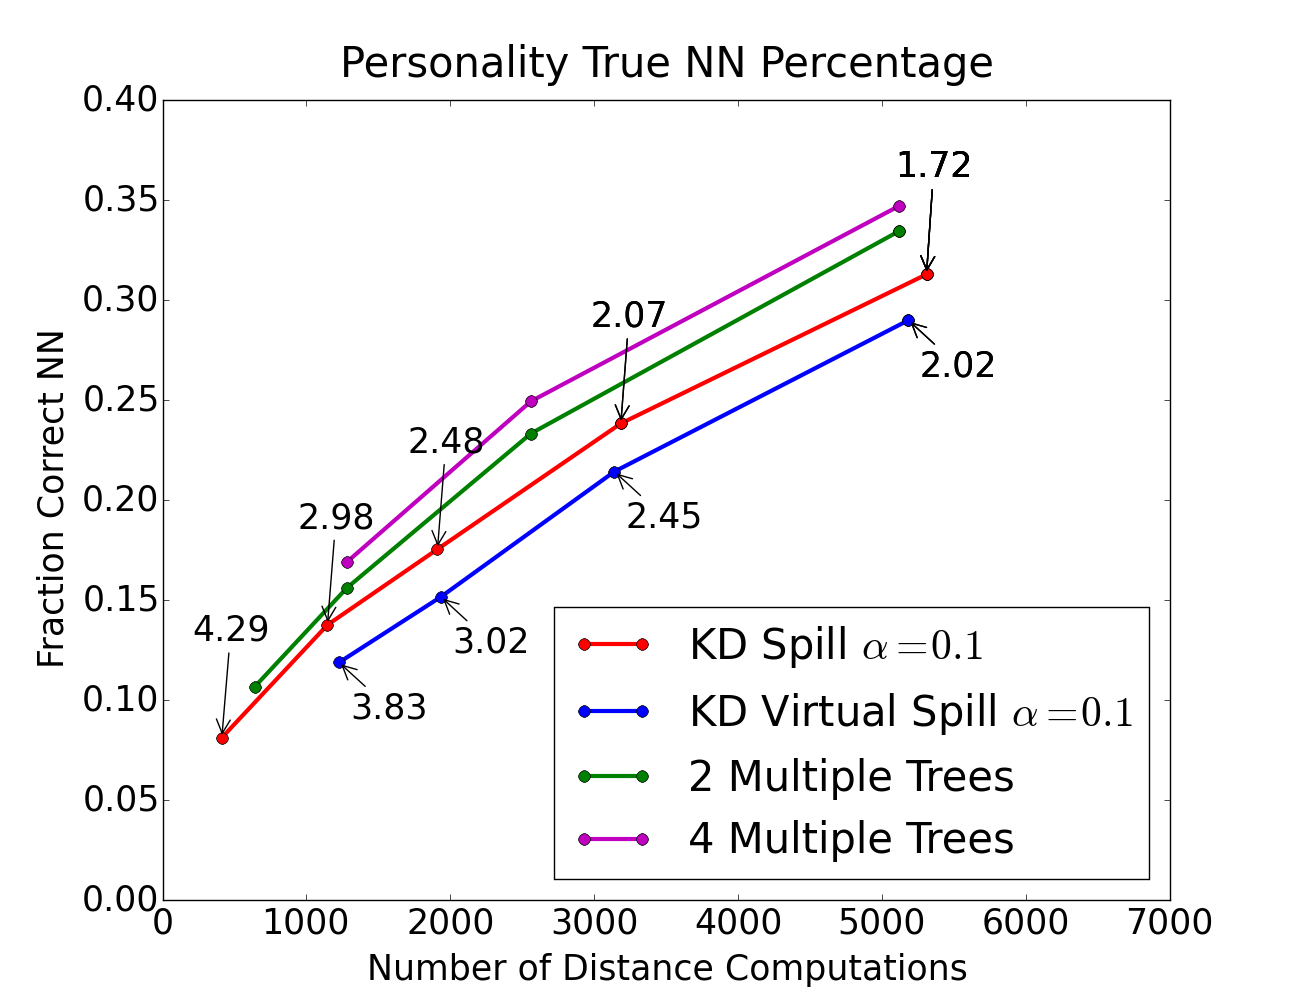 Personality True NN Percentage
0.40
0.35
0.30
0.25
0.20
0.15
0.10
0.05
0.00
Fraction Correct NN
1.72
2.07
2.02
2.48
2.98
2.45
4.29
3.02
3.83
KD Spill α=0.1
KD Virtual Spill α=0.1
2 Multiple Trees
4 Multiple Trees
0 1000 2000 3000 4000 5000 6000 7000
Number of Distance Computations